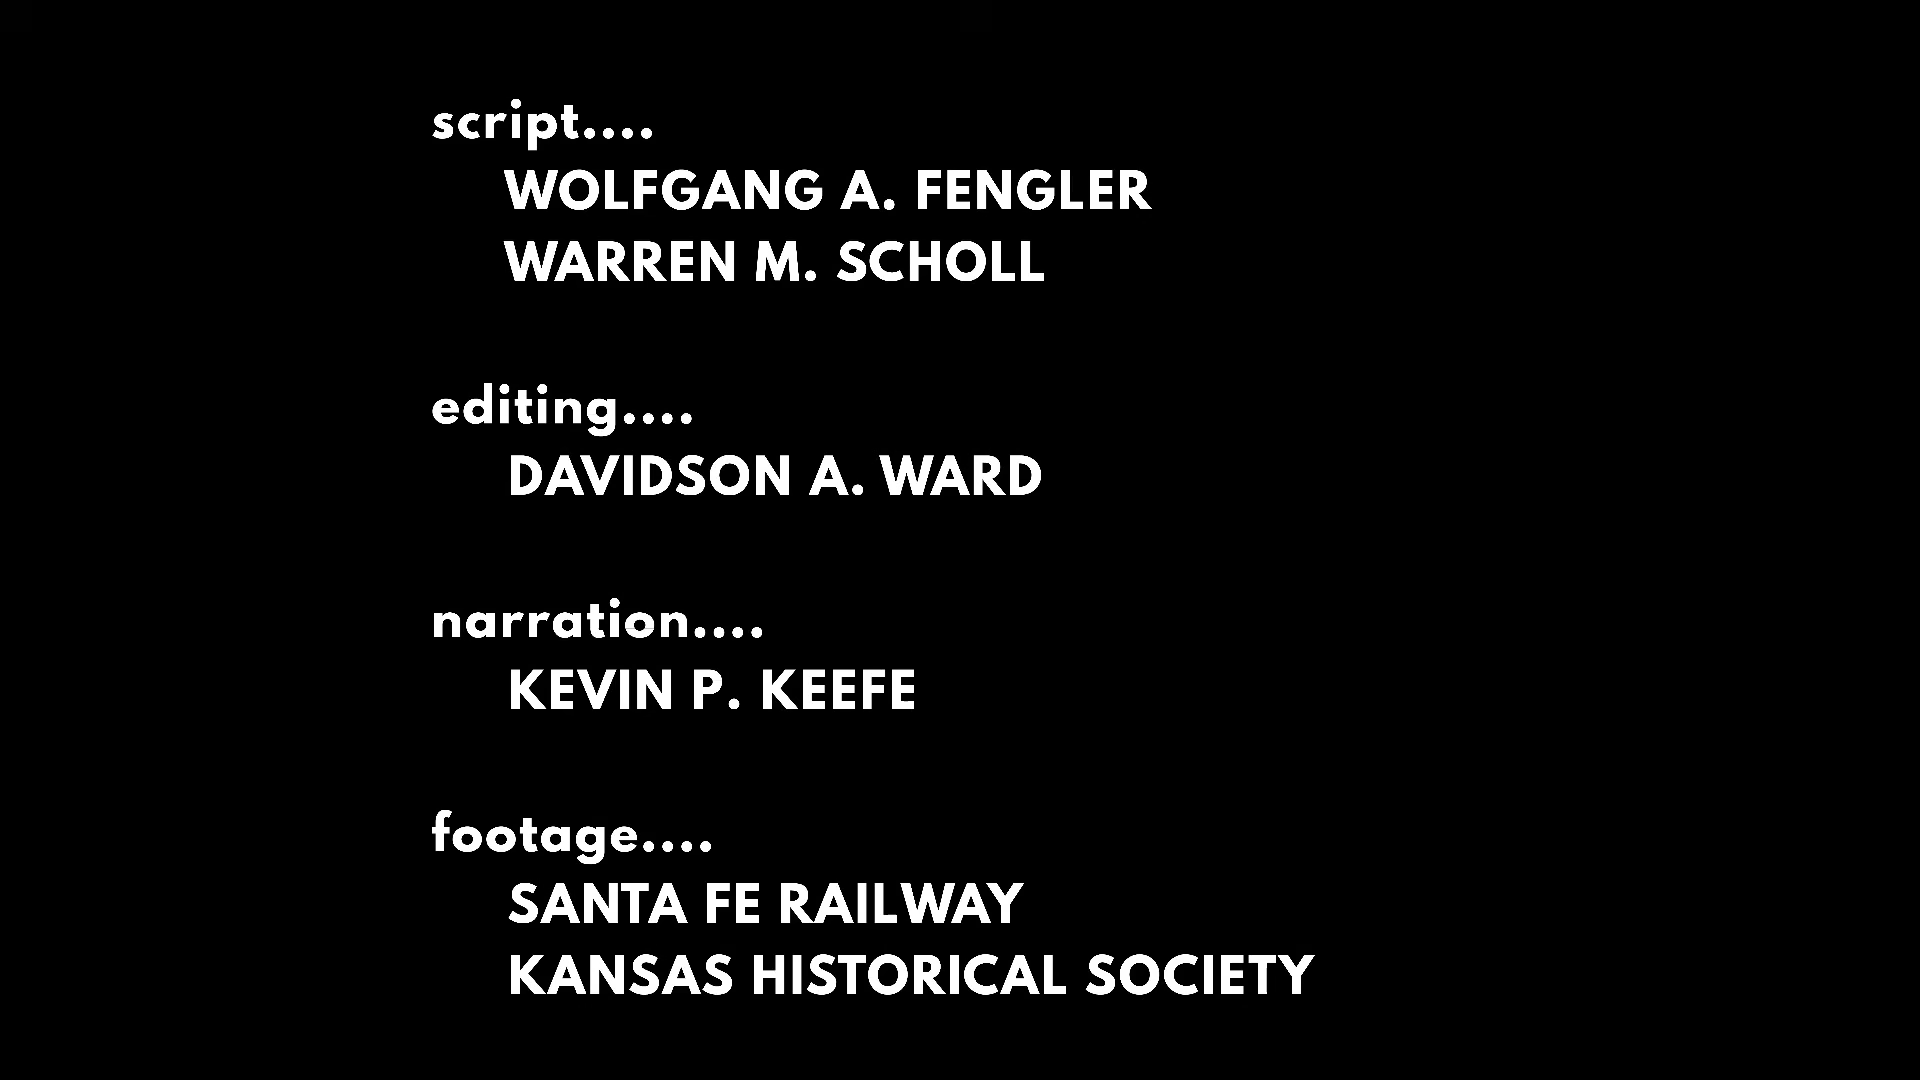 script....
WOLFGANG A. FENGLER
WARREN M. SCHOLL
editing....
DAVIDSON A. WARD
narration....
KEVIN P. KEEFE
footage....
SANTA FE RAILWAY
KANSAS HISTORICAL SOCIETY